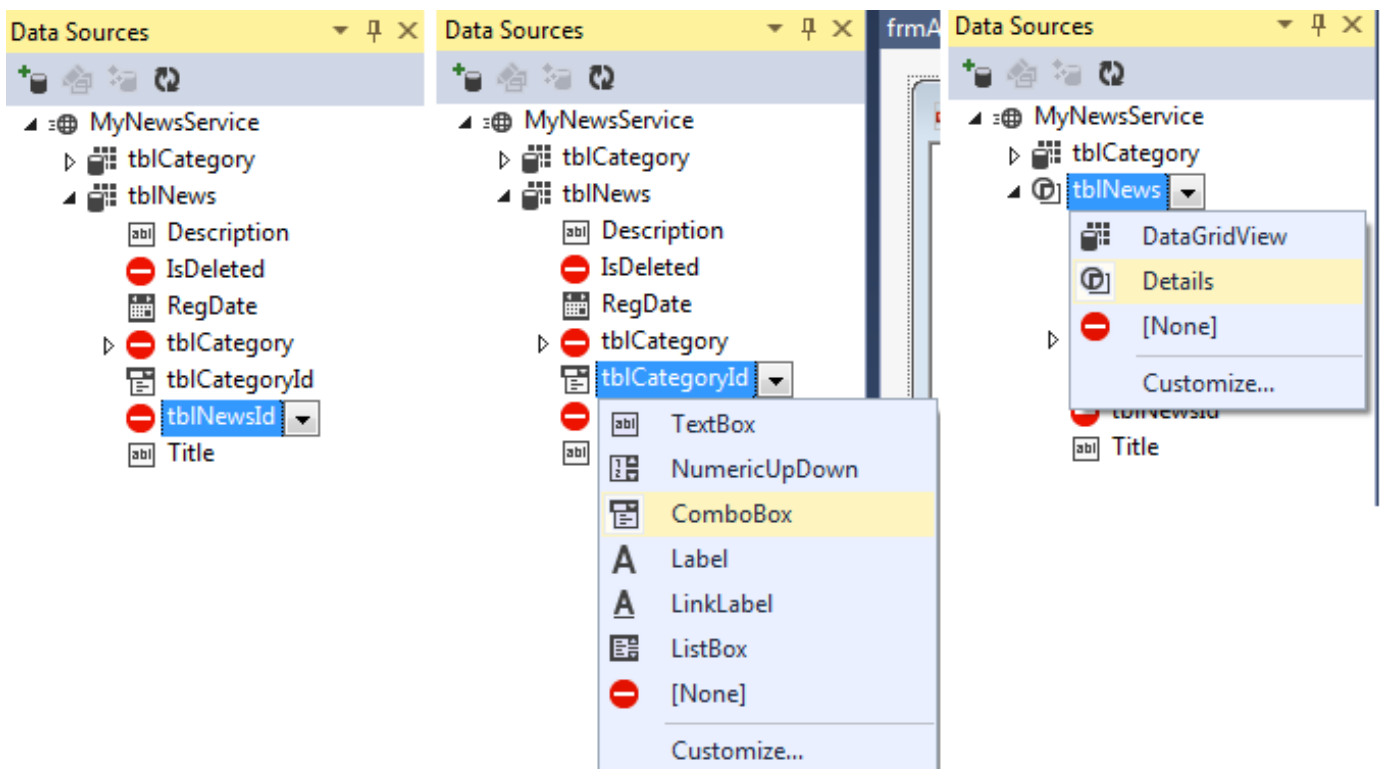 Data Sources
MyNewsService
tblCategory
tblNews
Description
IsDeleted
RegDate
tblCategory
tblCategoryId
tblNewsId
Title
Data Sources
MyNewsService
tblCategory
tblNews
Description
IsDeleted
RegDate
tblCategory
tblCategoryId
TextBox
NumericUpDown
ComboBox
Label
LinkLabel
ListBox
[None]
Customize...
frmA
Data Sources
MyNewsService
tblCategory
tblNews
DataGridView
Details
[None]
Customize...
tblNewsId
Title